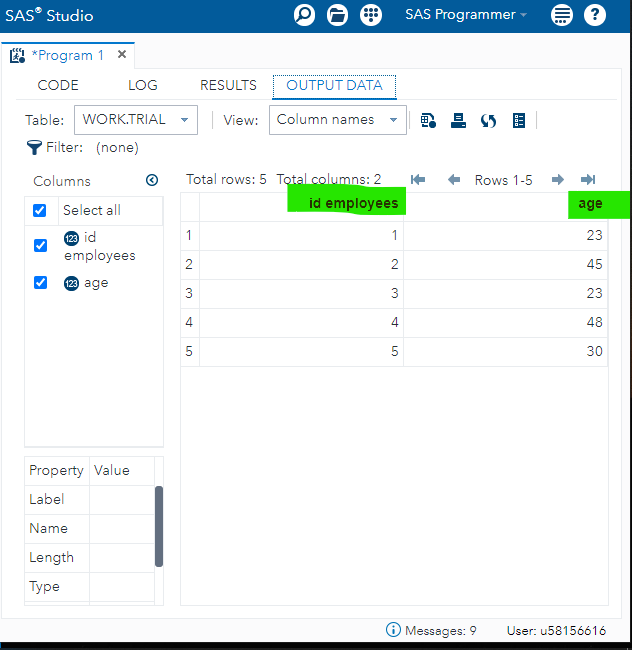 SAS® Studio
SAS Programmer
*Program 1
CODE LOG RESULTS OUTPUT DATA
Table: WORK.TRIAL View: Column names
Filter: (none)
Columns
Select all
123 id
employees
123 age
Property Value
Label
Name
Length
Type
Total rows: 5 Total columns: 2 Rows 1-5
id employees age
1 1 23
2 2 45
3 3 23
4 4 48
5 5 30
Messages: 9 User: u58156616